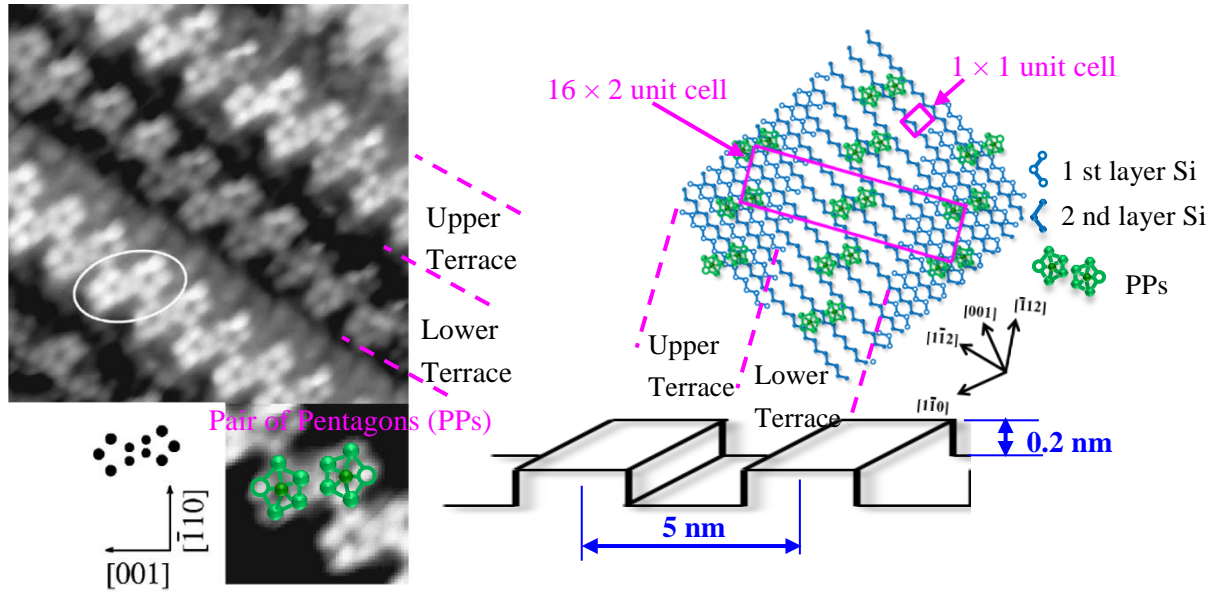 16 × 2 unit cell
1 × 1 unit cell
Upper
Terrace
Lower
Terrace
1 st layer Si
2 nd layer Si
PPs
[001]
[1̅12]
[11̅2]
[11̅0]
Upper
Terrace
Lower
Terrace
Pair of Pentagons (PPs)
[1̅10]
[001]
0.2 nm
5 nm